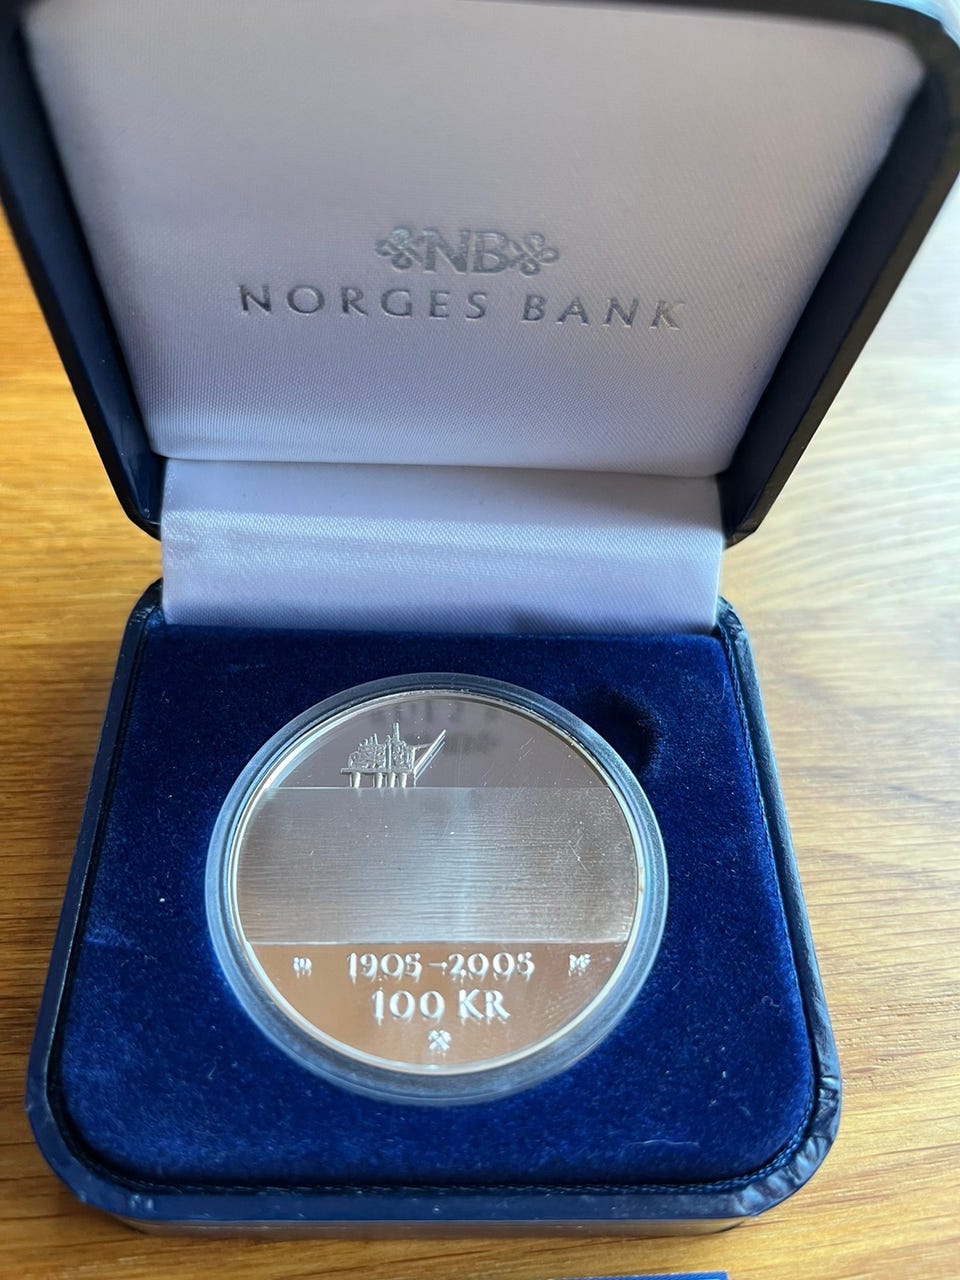 NB
NORGES BANK
1905-2005
100 KR